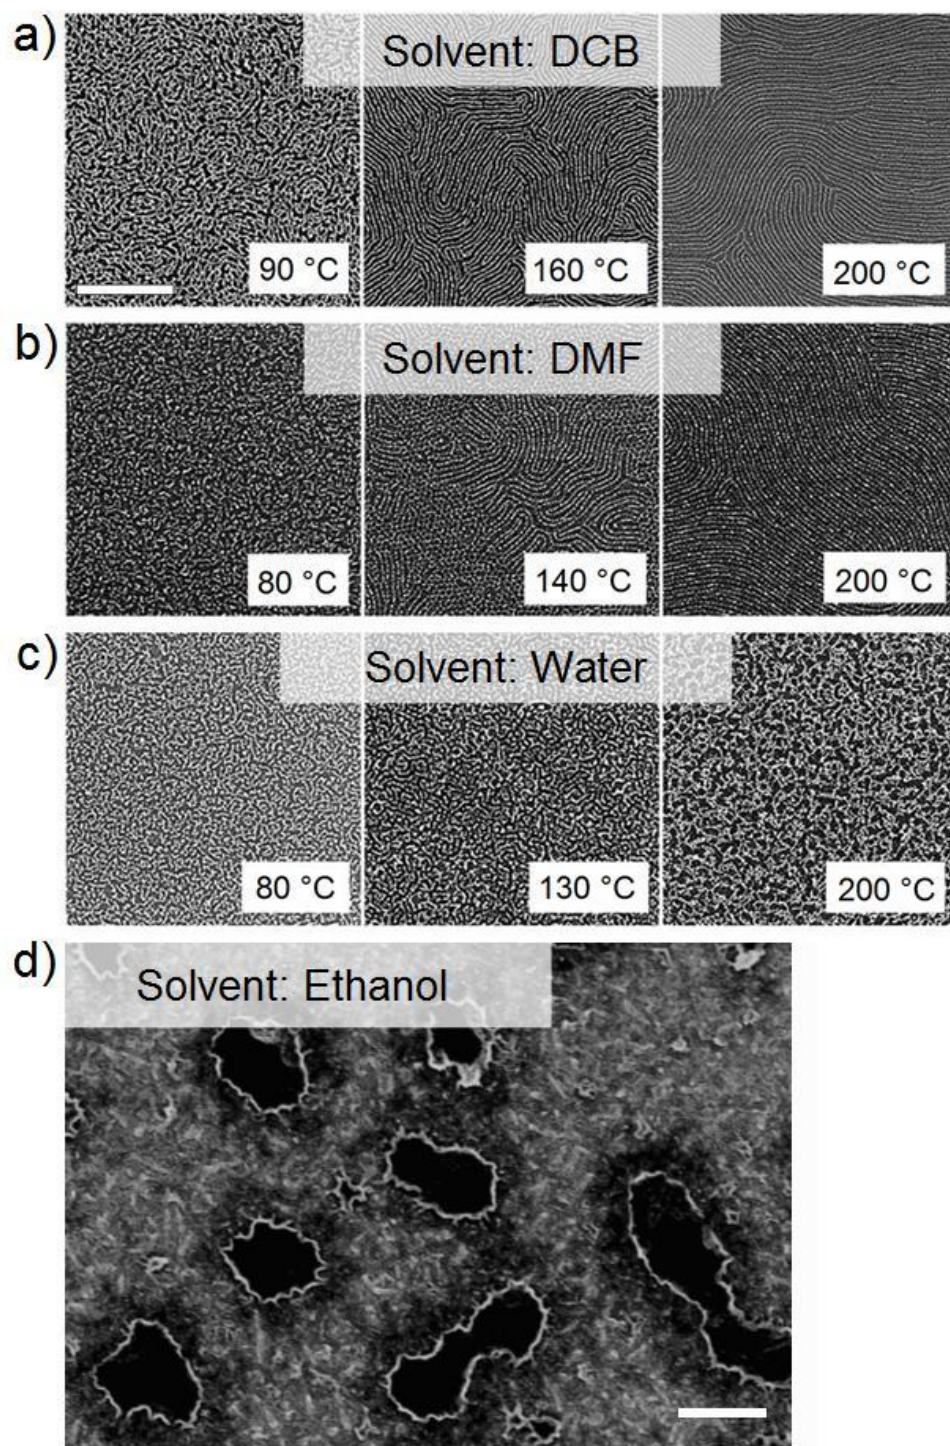 a)
Solvent: DCB
90 °C
160 °C
200 °C
b)
Solvent: DMF
80 °C
140 °C
200 °C
c)
Solvent: Water
80 °C
130 °C
200 °C
d)
Solvent: Ethanol